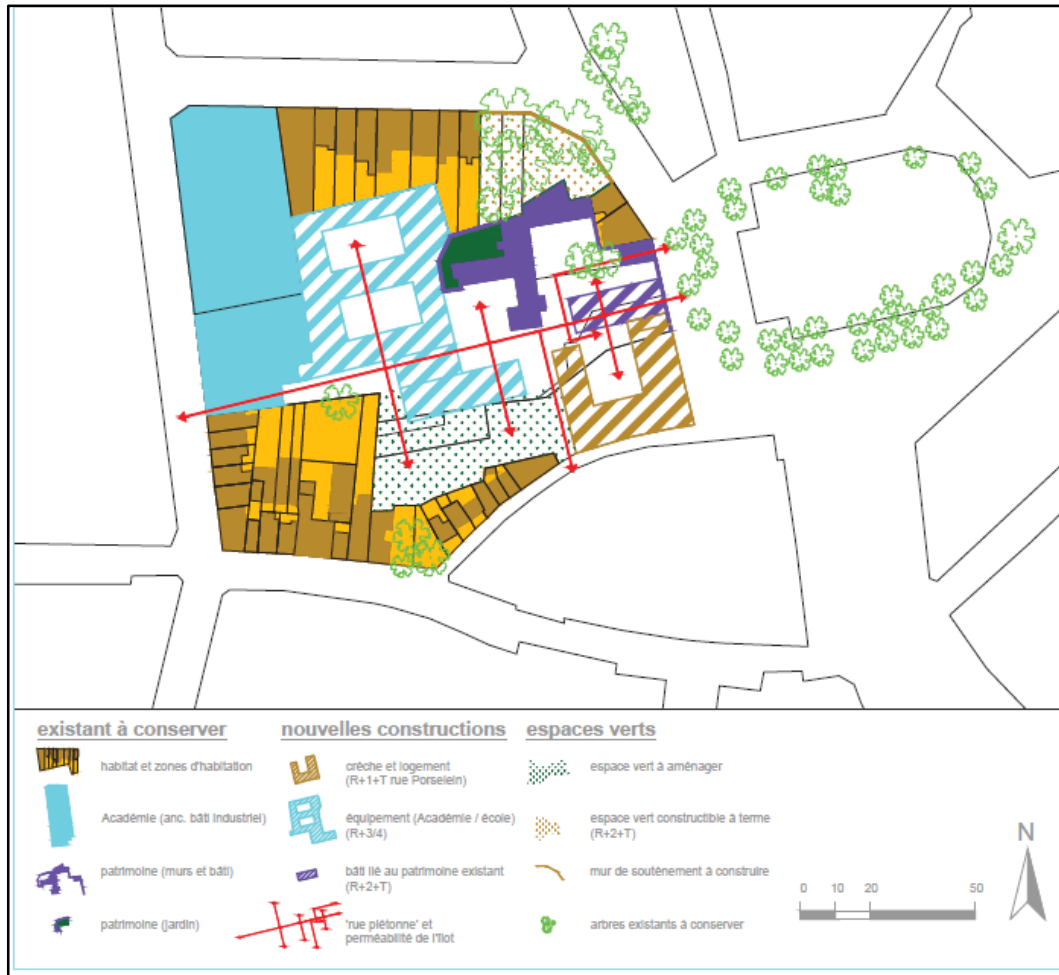 existant à conserver
habitat et zones d'habitation
Académie (anc. bâti industriel)
patrimoine (murs et bâti)
patrimoine (jardin)
nouvelles constructions
crèche et logement
(R+1+T rue Porselein)
équipement (Académie / école)
(R+3/4)
bâti lié au patrimoine existant
(R+2+T)
'rue piétonne' et
perméabilité de l'îlot
espaces verts
espace vert à aménager
espace vert constructible à terme
(R+2+T)
mur de soutènement à construire
arbres existants à conserver
N
0 10 20 50